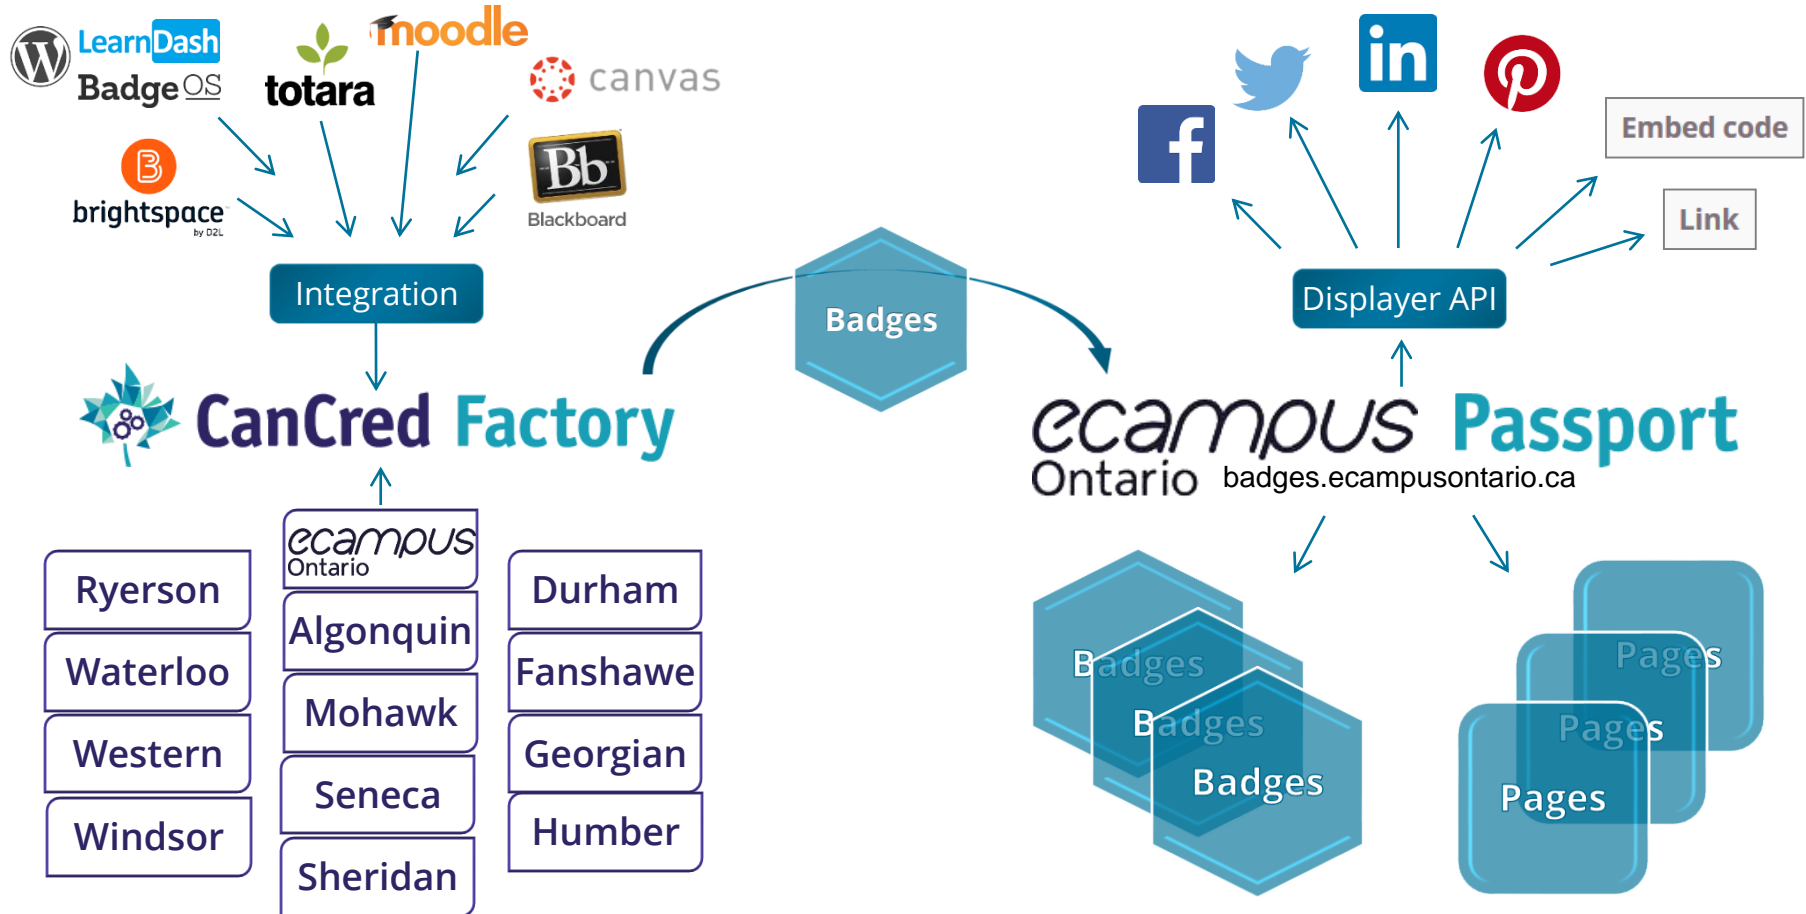 LearnDash
BadgeOS
totara
moodle
canvas
brightspace
by D2L
Bb
Blackboard
Integration
CanCred Factory
ecampus
Ontario
Ryerson
Waterloo
Western
Windsor
Algonquin
Mohawk
Seneca
Sheridan
Durham
Fanshawe
Georgian
Humber
Badges
in
Embed code
Link
Displayer API
ecampus Passport
Ontario
badges.ecampusontario.ca
Badges
Badges
Badges
Pages
Pages
Pages